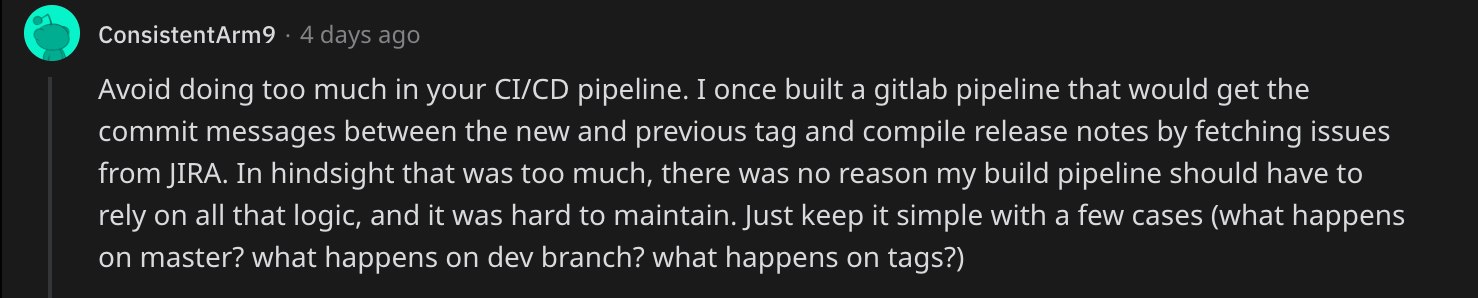 ConsistentArm9 · 4 days ago
Avoid doing too much in your CI/CD pipeline. I once built a gitlab pipeline that would get the
commit messages between the new and previous tag and compile release notes by fetching issues
from JIRA. In hindsight that was too much, there was no reason my build pipeline should have to
rely on all that logic, and it was hard to maintain. Just keep it simple with a few cases (what happens
on master? what happens on dev branch? what happens on tags?)